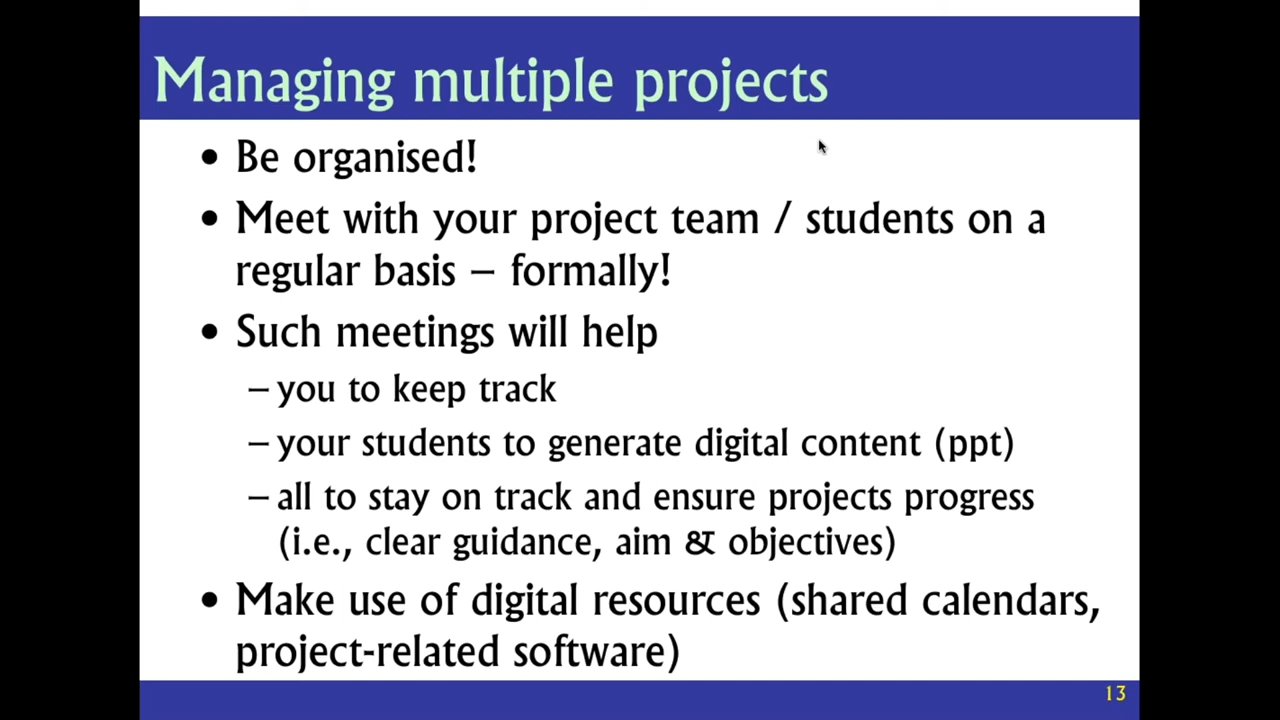 Managing multiple projects
• Be organised!
• Meet with your project team / students on a
regular basis – formally!
• Such meetings will help
– you to keep track
– your students to generate digital content (ppt)
– all to stay on track and ensure projects progress
(i.e., clear guidance, aim & objectives)
• Make use of digital resources (shared calendars,
project-related software)
13